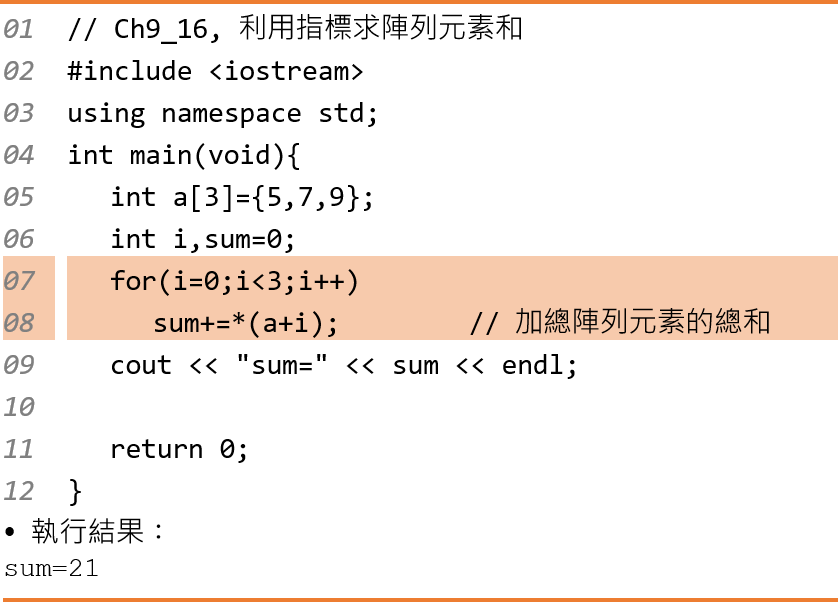 01 // Ch9_16, 利用指標求陣列元素和
02 #include <iostream>
03 using namespace std;
04 int main(void){
05 int a[3]={5,7,9};
06 int i,sum=0;
07 for(i=0;i<3;i++)
08 sum+=*(a+i); // 加總陣列元素的總和
09 cout << "sum=" << sum << endl;
10
11 return 0;
12 }
• 執行結果：
sum=21